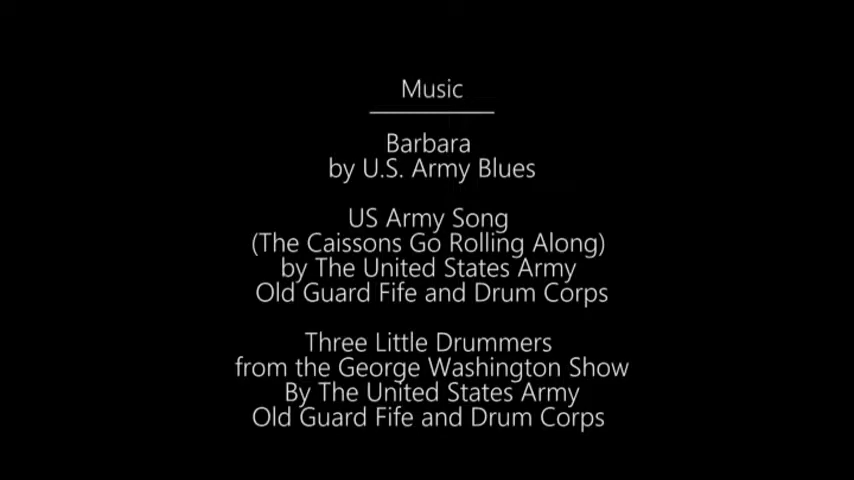 Music
Barbara
by U.S. Army Blues
US Army Song
(The Caissons Go Rolling Along)
by The United States Army
Old Guard Fife and Drum Corps
Three Little Drummers
from the George Washington Show
By The United States Army
Old Guard Fife and Drum Corps